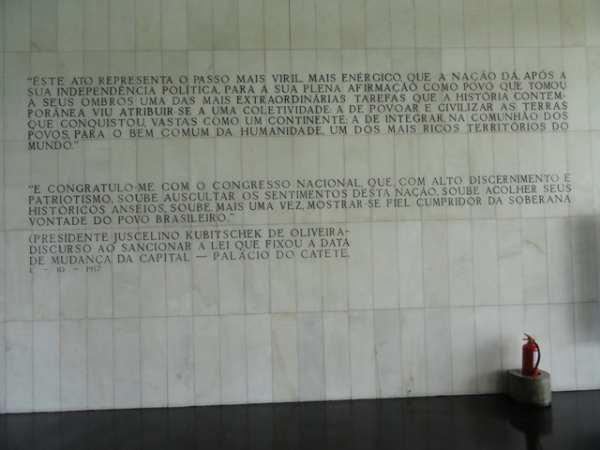 "ÊSTE ATO REPRESENTA O PASSO MAIS VIRIL, MAIS ENÉRGICO, QUE A NAÇÃO DÁ, APÓS A
SUA INDEPENDÊNCIA POLÍTICA, PARA A SUA PLENA AFIRMAÇÃO COMO POVO QUE TOMOU
A SEUS OMBROS UMA DAS MAIS EXTRAORDINÁRIAS TAREFAS QUE A HISTÓRIA CONTEM-
PORÂNEA VIU ATRIBUIR-SE A UMA COLETIVIDADE: A DE POVOAR E CIVILIZAR AS TERRAS
QUE CONQUISTOU, VASTAS COMO UM CONTINENTE; A DE INTEGRAR, NA COMUNHÃO DOS
POVOS, PARA O BEM COMUM DA HUMANIDADE, UM DOS MAIS RICOS TERRITÓRIOS DO
MUNDO."
"E CONGRATULO-ME COM O CONGRESSO NACIONAL, QUE, COM ALTO DISCERNIMENTO E
PATRIOTISMO, SOUBE AUSCULTAR OS SENTIMENTOS DESTA NAÇÃO, SOUBE ACOLHER SEUS
HISTÓRICOS ANSEIOS, SOUBE, MAIS UMA VEZ, MOSTRAR-SE FIEL CUMPRIDOR DA SOBERANA
VONTADE DO POVO BRASILEIRO."
(PRESIDENTE JUSCELINO KUBITSCHEK DE OLIVEIRA-
DISCURSO AO SANCIONAR A LEI QUE FIXOU A DATA
DE MUDANÇA DA CAPITAL — PALÁCIO DO CATETE,
1º - 10 - 1957